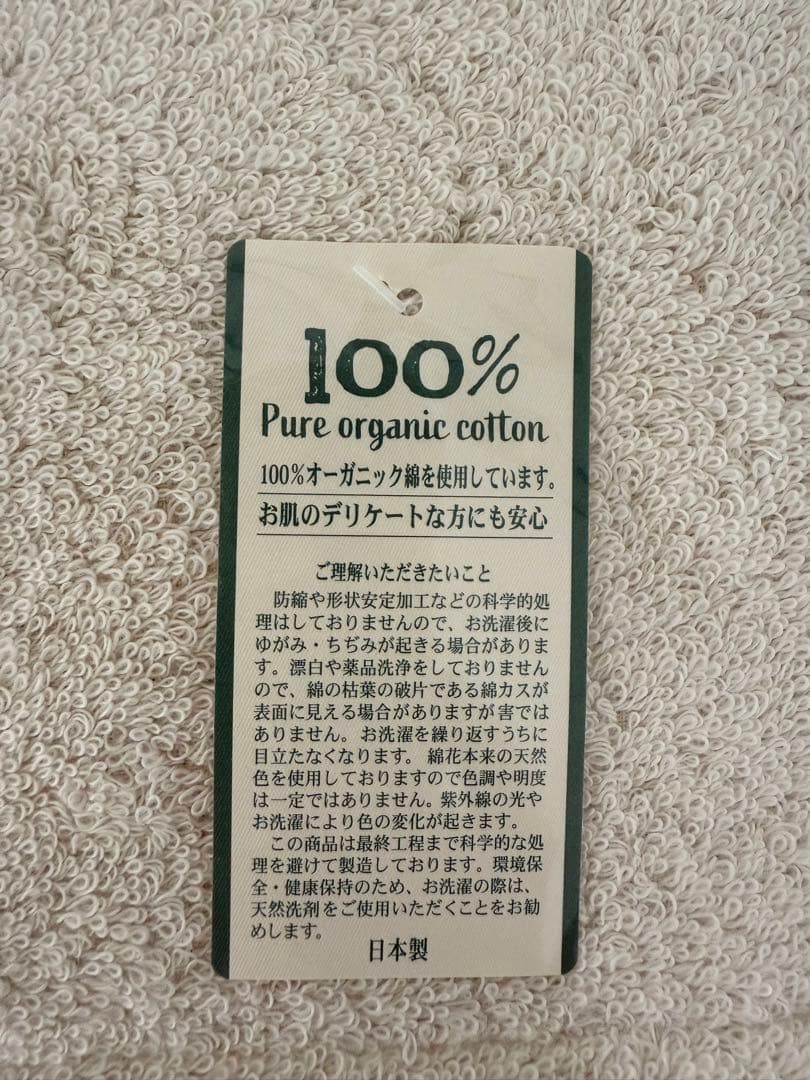 100%
Pure organic cotton
100%オーガニック綿を使用しています。
お肌のデリケートな方にも安心
ご理解いただきたいこと
防縮や形状安定加工などの科学的処
理はしておりませんので、お洗濯後に
ゆがみ・ちぢみが起きる場合がありま
す。漂白や薬品洗浄をしておりません
ので、綿の枯葉の破片である綿カスが
表面に見える場合がありますが害では
ありません。お洗濯を繰り返すうちに
目立たなくなります。 綿花本来の天然
色を使用しておりますので色調や明度
は一定ではありません。紫外線の光や
お洗濯により色の変化が起きます。
この商品は最終工程まで科学的な処
理を避けて製造しております。環境保
全・健康保持のため、お洗濯の際は、
天然洗剤をご使用いただくことをお勧
めします。
日本製